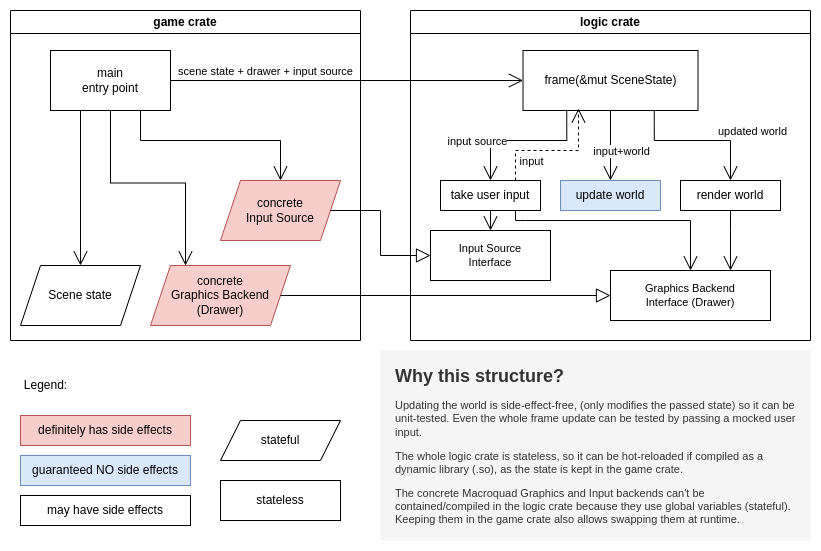 game crate
logic crate
main
entry point
scene state + drawer + input source
frame(&mut SceneState)
input source
input
input+world
updated world
take user input
update world
render world
concrete
Input Source
Input Source
Interface
Scene state
concrete
Graphics Backend
(Drawer)
Graphics Backend
Interface (Drawer)
Legend:
definitely has side effects
guaranteed NO side effects
may have side effects
stateful
stateless
Why this structure?
Updating the world is side-effect-free, (only modifies the passed state) so it can be
unit-tested. Even the whole frame update can be tested by passing a mocked user
input.
The whole logic crate is stateless, so it can be hot-reloaded if compiled as a
dynamic library (.so), as the state is kept in the game crate.
The concrete Macroquad Graphics and Input backends can't be
contained/compiled in the logic crate because they use global variables (stateful).
Keeping them in the game crate also allows swapping them at runtime.